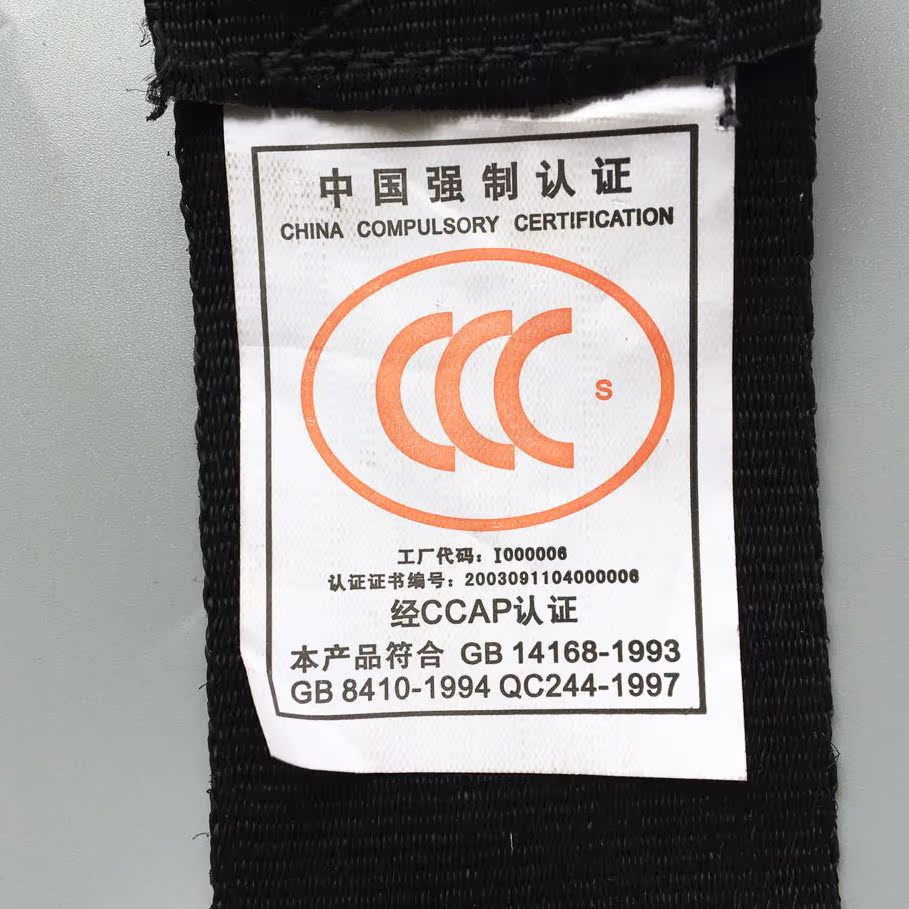 中国强制认证
CHINA COMPULSORY CERTIFICATION
CCC S
工厂代码：I000006
认证证书编号：2003091104000006
经CCAP认证
本产品符合 GB 14168-1993
GB 8410-1994 QC244-1997